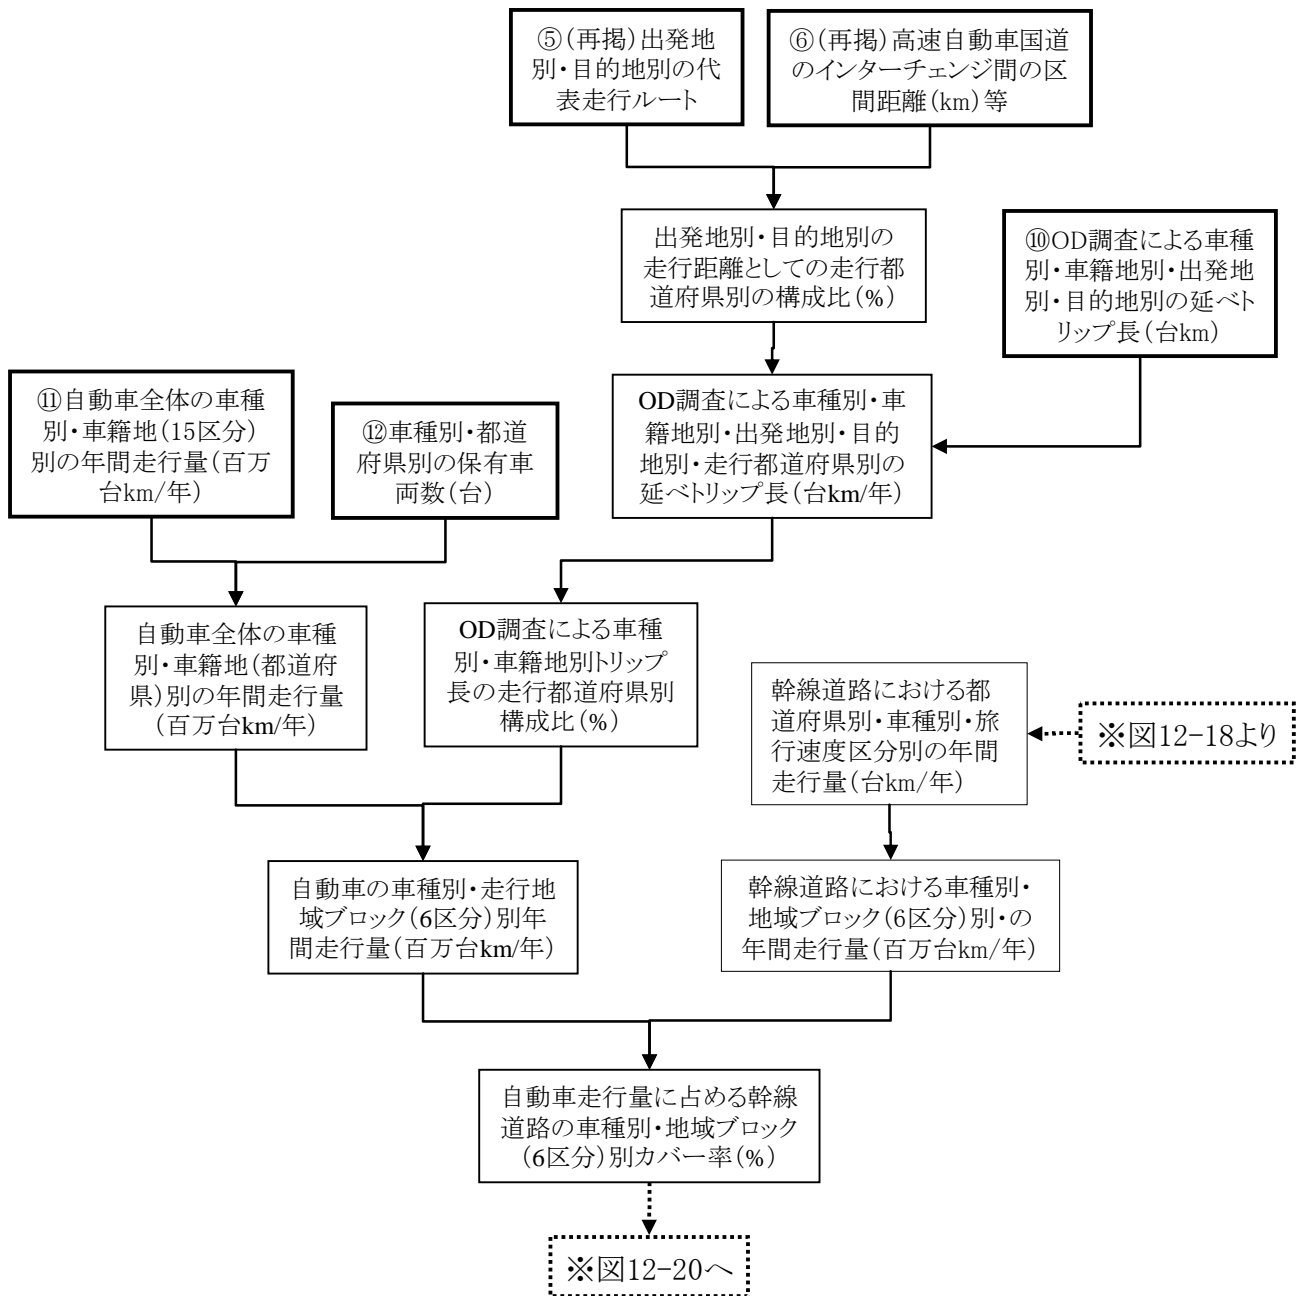 ⑤(再掲)出発地
別・目的地別の代
表走行ルート
⑥(再掲)高速自動車国道
のインターチェンジ間の区
間距離(km)等
出発地別・目的地別の
走行距離としての走行都
道府県別の構成比(%)
⑩OD調査による車種
別・車籍地別・出発地
別・目的地別の延べト
リップ長(台km)
⑪自動車全体の車種
別・車籍地(15区分)
別の年間走行量(百万
台km/年)
⑫車種別・都道
府県別の保有車
両数(台)
OD調査による車種別・車
籍地別・出発地別・目的
地別・走行都道府県別の
延べトリップ長(台km/年)
自動車全体の車種
別・車籍地(都道府
県)別の年間走行量
(百万台km/年)
OD調査による車種
別・車籍地別トリップ
長の走行都道府県別
構成比(%)
幹線道路における都
道府県別・車種別・旅
行速度区分別の年間
走行量(台km/年)
※図12-18より
自動車の車種別・走行地
域ブロック(6区分)別年
間走行量(百万台km/年)
幹線道路における車種別・
地域ブロック(6区分)別・の
年間走行量(百万台km/年)
自動車走行量に占める幹線
道路の車種別・地域ブロック
(6区分)別カバー率(%)
※図12-20へ